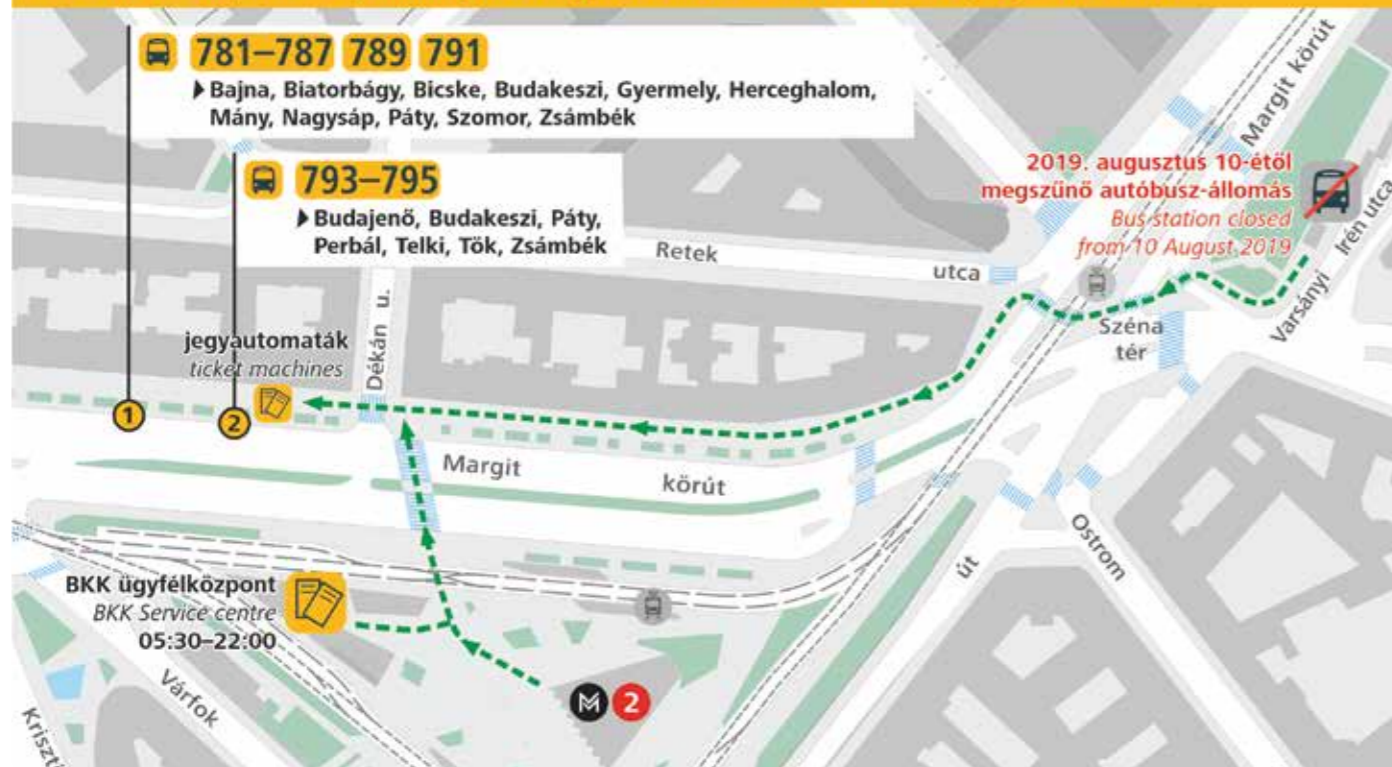 781–787 789 791
Bajna, Biatorbágy, Bicske, Budakeszi, Gyermely, Herceghalom,
Mány, Nagysáp, Páty, Szomor, Zsámbék
793–795
Budajenő, Budakeszi, Páty,
Perbál, Telki, Tök, Zsámbék
Margit körút
2019. augusztus 10-étől
megszűnő autóbusz-állomás
Bus station closed
from 10 August 2019
Varsányi Irén utca
Retek utca
Széna
tér
jegyautomaták
ticket machines
Dékán u.
1
2
Margit körút
Ostrom
út
BKK ügyfélközpont
BKK Service centre
05:30–22:00
Várfok
M 2
Kriszt